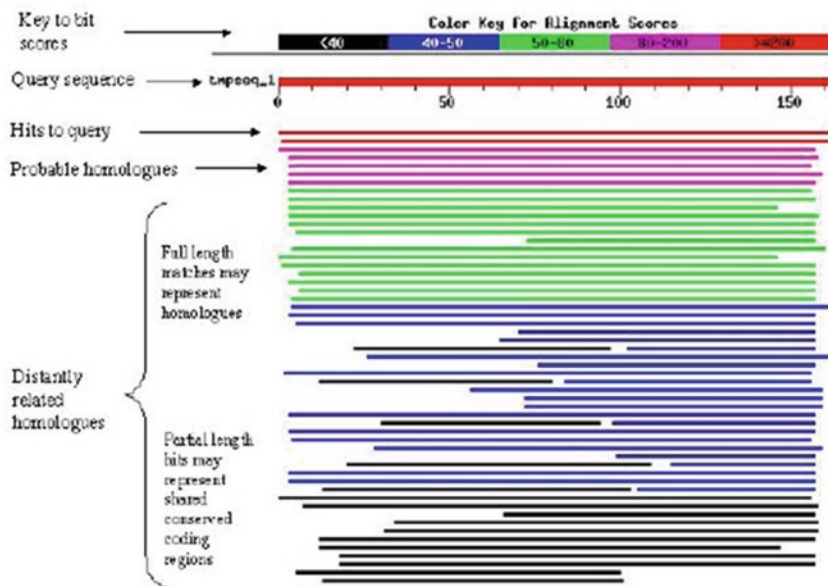 Key to bit
scores
Color Key for Alignment Scores
<40 40-50 50-80 80-200 >=200
Query sequence
tmpseq_1
0 50 100 150
Hits to query
Probable homologues
Full length
matches may
represent
homologues
Distantly
related
homologues
Partial length
hits may
represent
shared
conserved
coding
regions